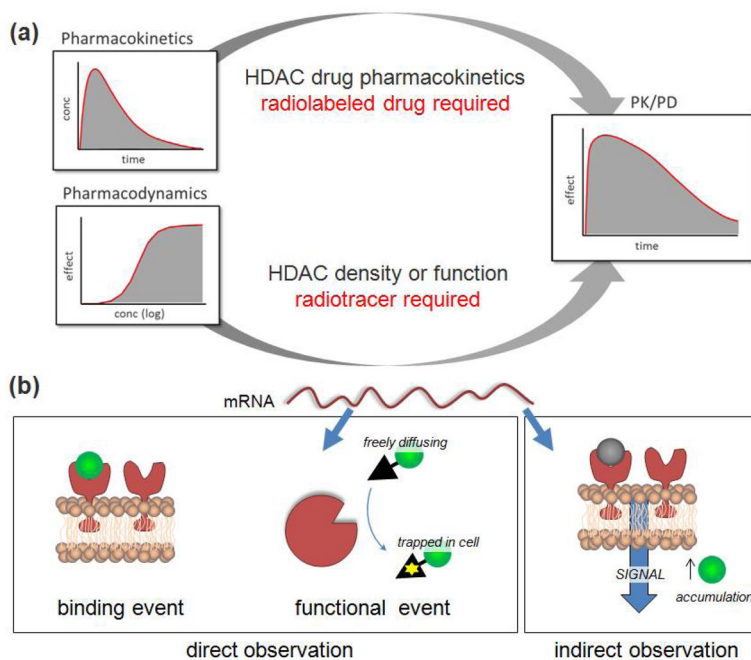 (a)
Pharmacokinetics
conc
time
HDAC drug pharmacokinetics
radiolabeled drug required
PK/PD
effect
time
Pharmacodynamics
effect
conc (log)
HDAC density or function
radiotracer required
(b)
mRNA
freely diffusing
trapped in cell
binding event
functional event
direct observation
SIGNAL
accumulation
indirect observation